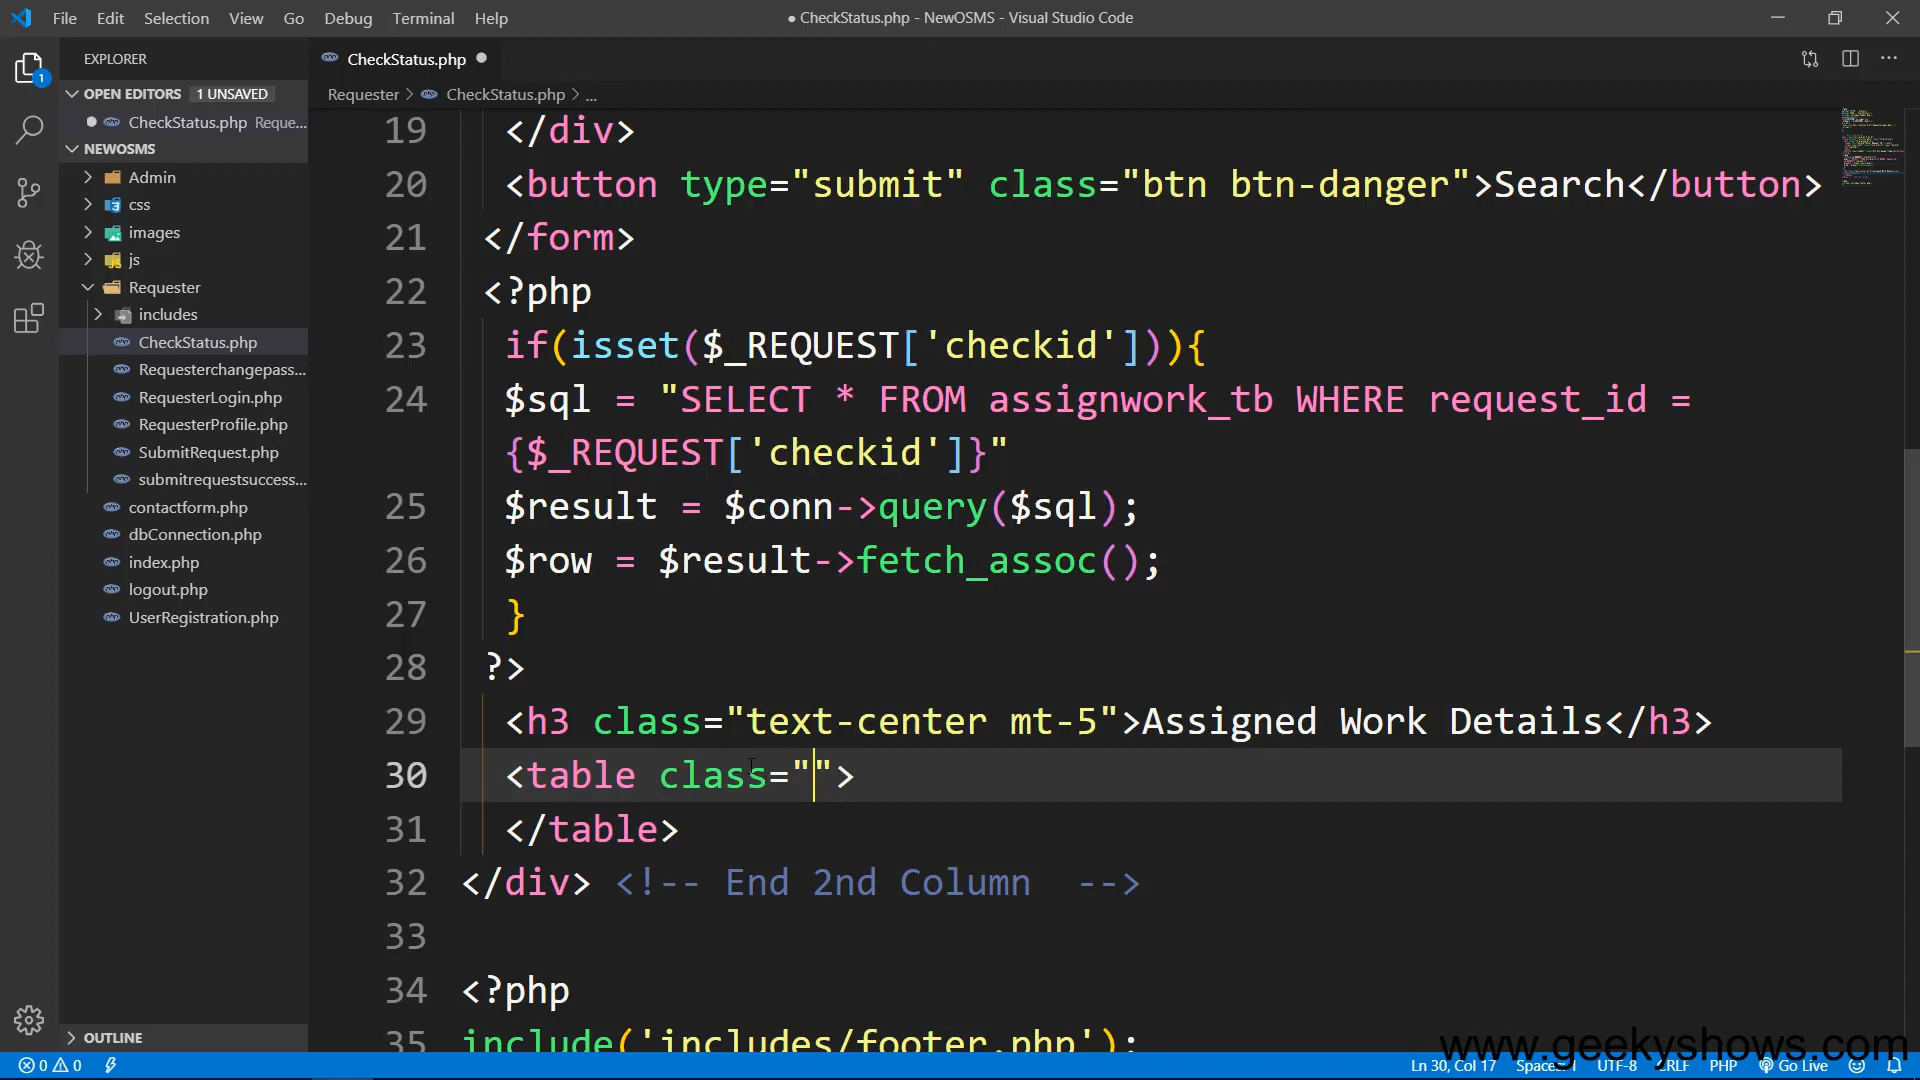 File Edit Selection View Go Debug Terminal Help
● CheckStatus.php - NewOSMS - Visual Studio Code
EXPLORER
OPEN EDITORS 1 UNSAVED
CheckStatus.php Reque...
NEWOSMS
Admin
css
images
js
Requester
includes
CheckStatus.php
Requesterchangepass...
RequesterLogin.php
RequesterProfile.php
SubmitRequest.php
submitrequestsuccess...
contactform.php
dbConnection.php
index.php
logout.php
UserRegistration.php
OUTLINE
1
CheckStatus.php ●
Requester > CheckStatus.php > ...
19 </div>
20 <button type="submit" class="btn btn-danger">Search</button>
21 </form>
22 <?php
23 if(isset($_REQUEST['checkid'])){
24 $sql = "SELECT * FROM assignwork_tb WHERE request_id =
{$_REQUEST['checkid']}"
25 $result = $conn->query($sql);
26 $row = $result->fetch_assoc();
27 }
28 ?>
29 <h3 class="text-center mt-5">Assigned Work Details</h3>
30 <table class="">
31 </table>
32 </div> <!-- End 2nd Column -->
33
34 <?php
35 include('includes/footer.php');
www.geekyshows.com
0 0 Ln 30, Col 17 Spaces: 1 UTF-8 CRLF PHP Go Live